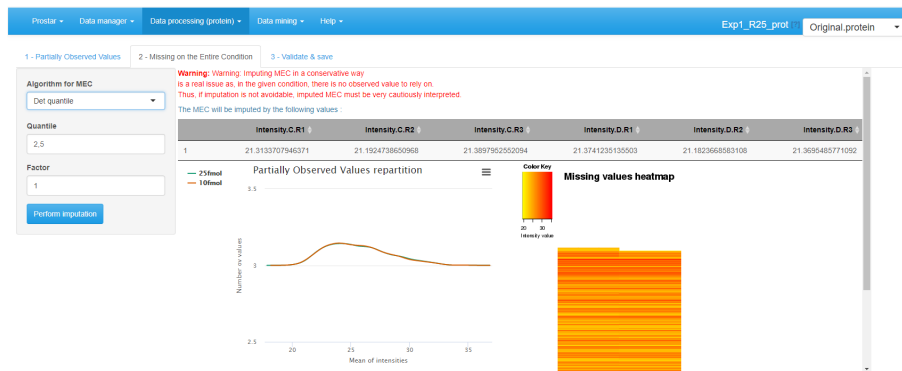 Prostar Data manager Data processing (protein) Data mining Help Exp1_R25_prot Original.protein
1 - Partially Observed Values 2 - Missing on the Entire Condition 3 - Validate & save
Algorithm for MEC
Det quantile
Quantile
2,5
Factor
1
Perform imputation
Warning: Warning: Imputing MEC in a conservative way
is a real issue as, in the given condition, there is no observed value to rely on.
Thus, if imputation is not avoidable, imputed MEC must be very cautiously interpreted.
The MEC will be imputed by the following values :
Intensity.C.R1 Intensity.C.R2 Intensity.C.R3 Intensity.D.R1 Intensity.D.R2 Intensity.D.R3
1 21.3133707946371 21.1924738650968 21.3897952552094 21.3741235135503 21.1823668583108 21.3695485771092
25fmol
10fmol
Partially Observed Values repartition
3.5
3
2.5
Number ov values
20 25 30 35
Mean of intensities
Color Key
20 30
Intensity value
Missing values heatmap